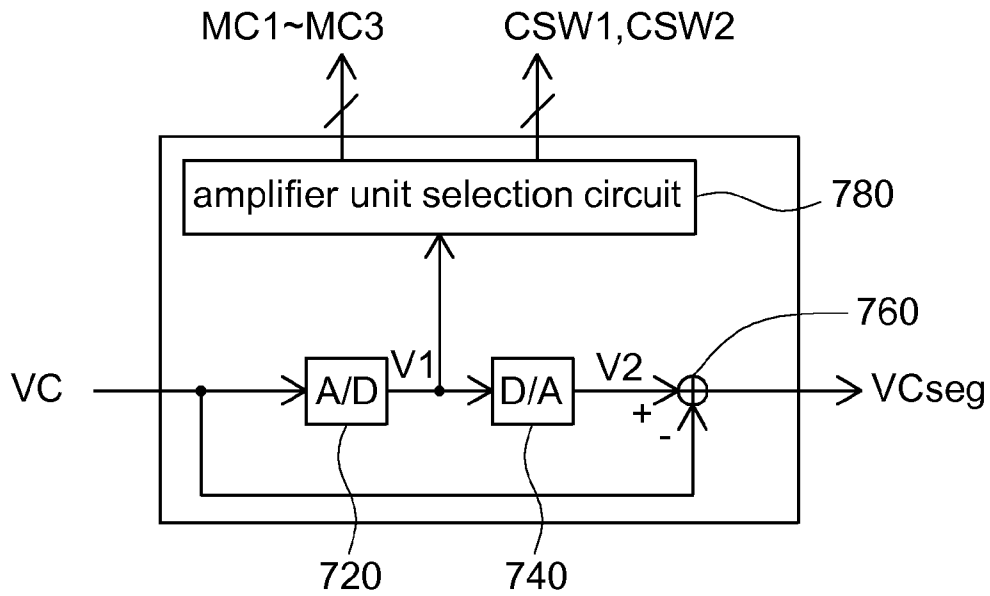 MC1~MC3
CSW1,CSW2
amplifier unit selection circuit
780
760
VC
A/D
V1
D/A
V2
+
-
VCseg
720
740